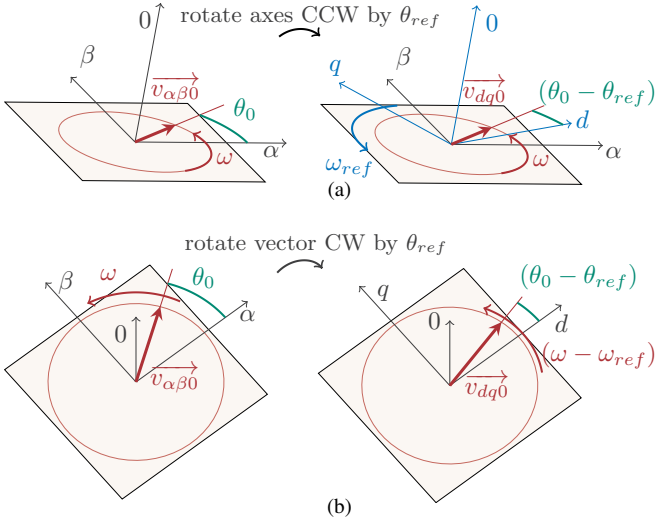 rotate axes CCW by θ_ref
0
β
v_αβ0
θ_0
α
ω
0
q
β
v_dq0
(θ_0 − θ_ref)
d
α
ω
ω_ref
(a)
rotate vector CW by θ_ref
β
ω
θ_0
α
0
v_αβ0
q
0
(θ_0 − θ_ref)
d
(ω − ω_ref)
v_dq0
(b)